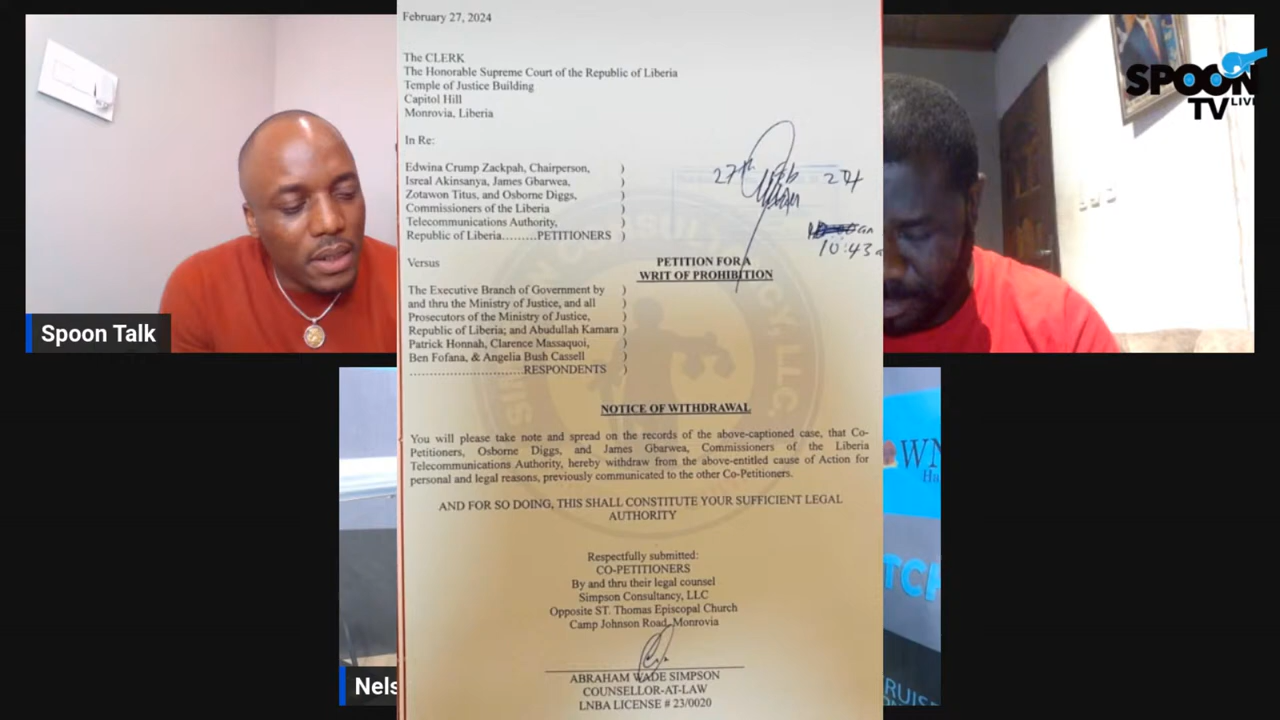 February 27, 2024
The CLERK
The Honorable Supreme Court of the Republic of Liberia
Temple of Justice Building
Capitol Hill
Monrovia, Liberia
In Re:
Edwina Crump Zackpah, Chairperson, )
Isreal Akinsanya, James Gbarwea, )
Zotawon Titus, and Osborne Diggs, )
Commissioners of the Liberia )
Telecommunications Authority, )
Republic of Liberia.........PETITIONERS )
27th Feb 24
10:43a
Versus
PETITION FOR A
WRIT OF PROHIBITION
The Executive Branch of Government by )
and thru the Ministry of Justice, and all )
Prosecutors of the Ministry of Justice, )
Republic of Liberia; and Abudullah Kamara )
Patrick Honnah, Clarence Massaquoi, )
Ben Fofana, & Angelia Bush Cassell )
..............................RESPONDENTS )
NOTICE OF WITHDRAWAL
You will please take note and spread on the records of the above-captioned case, that Co-
Petitioners, Osborne Diggs, and James Gbarwea, Commissioners of the Liberia
Telecommunications Authority, hereby withdraw from the above-entitled cause of Action for
personal and legal reasons, previously communicated to the other Co-Petitioners.
AND FOR SO DOING, THIS SHALL CONSTITUTE YOUR SUFFICIENT LEGAL
AUTHORITY
Respectfully submitted:
CO-PETITIONERS
By and thru their legal counsel
Simpson Consultancy, LLC
Opposite ST. Thomas Episcopal Church
Camp Johnson Road, Monrovia
ABRAHAM WADE SIMPSON
COUNSELLOR-AT-LAW
LNBA LICENSE # 23/0020
Spoon Talk
SPOON
TV LIVE
Nels
WN
TCH
RUISE